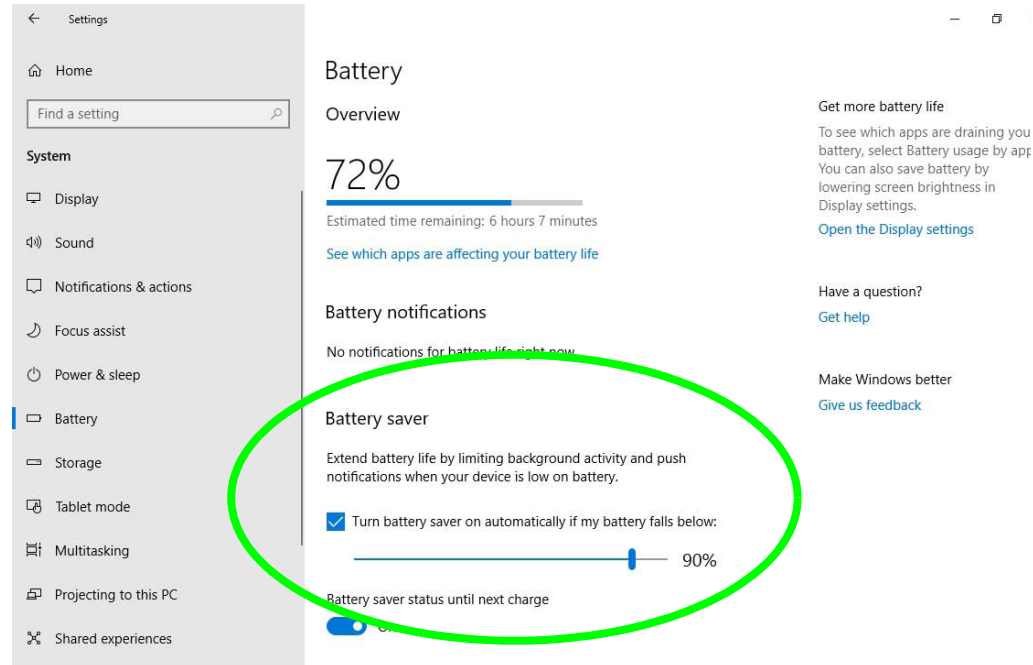 Settings
Home
Find a setting
System
Display
Sound
Notifications & actions
Focus assist
Power & sleep
Battery
Storage
Tablet mode
Multitasking
Projecting to this PC
Shared experiences
Battery
Overview
72%
Estimated time remaining: 6 hours 7 minutes
See which apps are affecting your battery life
Battery notifications
No notifications for battery life right now
Battery saver
Extend battery life by limiting background activity and push
notifications when your device is low on battery.
Turn battery saver on automatically if my battery falls below:
90%
Battery saver status until next charge
Get more battery life
To see which apps are draining you
battery, select Battery usage by app
You can also save battery by
lowering screen brightness in
Display settings.
Open the Display settings
Have a question?
Get help
Make Windows better
Give us feedback